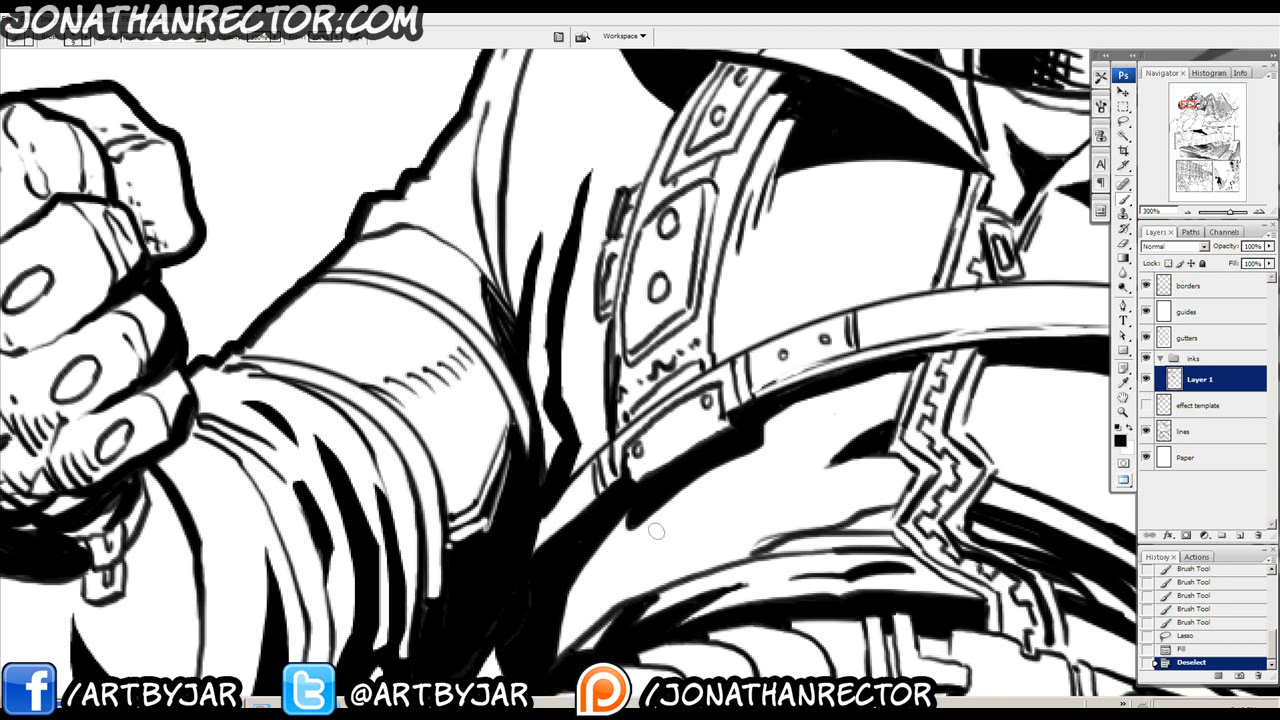 JONATHANRECTOR.COM
Workspace
Ps
Navigator × Histogram Info
300%
Layers × Paths Channels
Normal Opacity: 100%
Lock: Fill: 100%
borders
guides
gutters
inks
Layer 1
effect template
lines
Paper
History × Actions
Brush Tool
Brush Tool
Brush Tool
Brush Tool
Brush Tool
Lasso
Fill
Deselect
/ARTBYJAR @ARTBYJAR /JONATHANRECTOR